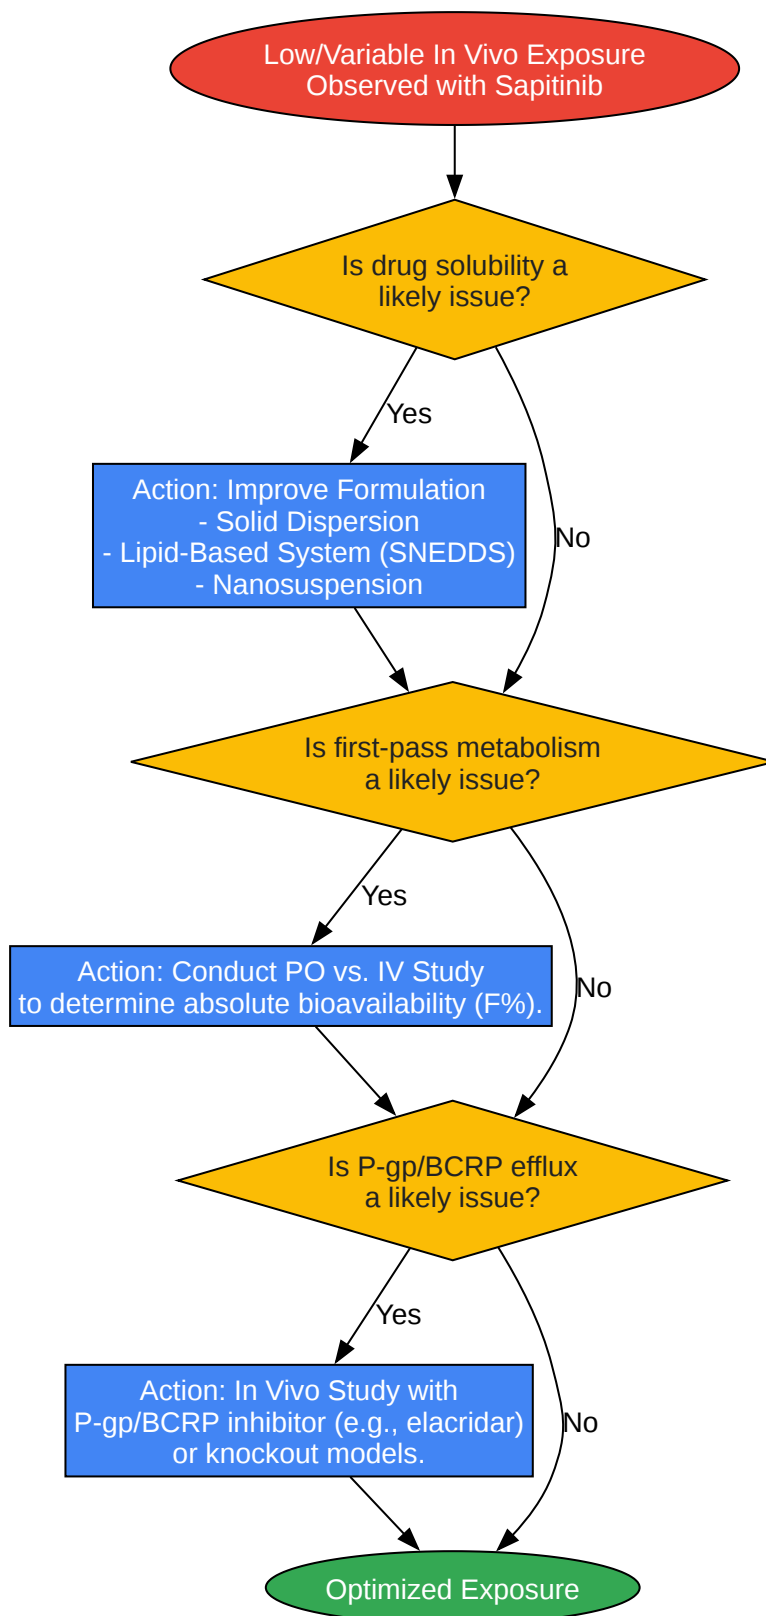 Low/Variable In Vivo Exposure
Observed with Sapitinib
Is drug solubility a
likely issue?
Yes
Action: Improve Formulation
- Solid Dispersion
- Lipid-Based System (SNEDDS)
- Nanosuspension
No
Is first-pass metabolism
a likely issue?
Yes
Action: Conduct PO vs. IV Study
to determine absolute bioavailability (F%).
No
Is P-gp/BCRP efflux
a likely issue?
Yes
Action: In Vivo Study with
P-gp/BCRP inhibitor (e.g., elacridar)
or knockout models.
No
Optimized Exposure